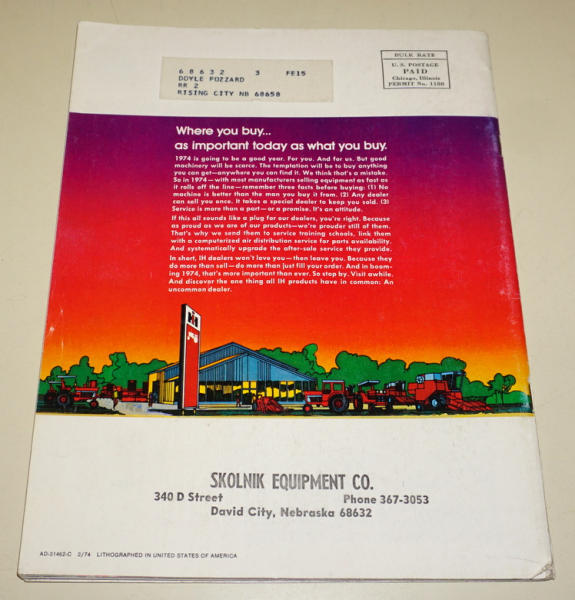 6 8 6 3 2 3 FE15
DOYLE POZZARD
RR 2
RISING CITY NB 68658
BULK RATE
U. S. POSTAGE
PAID
Chicago, Illinois
PERMIT No. 1186
Where you buy...
as important today as what you buy.
1974 is going to be a good year. For you. And for us. But good
machinery will be scarce. The temptation will be to buy anything
you can get—anywhere you can find it. We think that's a mistake.
So in 1974—with most manufacturers selling equipment as fast as
it rolls off the line—remember three facts before buying: (1) No
machine is better than the man you buy it from. (2) Any dealer
can sell you once. It takes a special dealer to keep you sold. (3)
Service is more than a part—or a promise. It's an attitude.
If this all sounds like a plug for our dealers, you're right. Because
as proud as we are of our products—we're prouder still of them.
That's why we send them to service training schools, link them
with a computerized air distribution service for parts availability.
And systematically upgrade the after-sale service they provide.
In short, IH dealers won't love you—then leave you. Because they
do more than sell—do more than just fill your order. And in boom-
ing 1974, that's more important than ever. So stop by. Visit awhile.
And discover the one thing all IH products have in common: An
uncommon dealer.
SKOLNIK EQUIPMENT CO.
340 D Street Phone 367-3053
David City, Nebraska 68632
AD-31462-C 2/74 LITHOGRAPHED IN UNITED STATES OF AMERICA